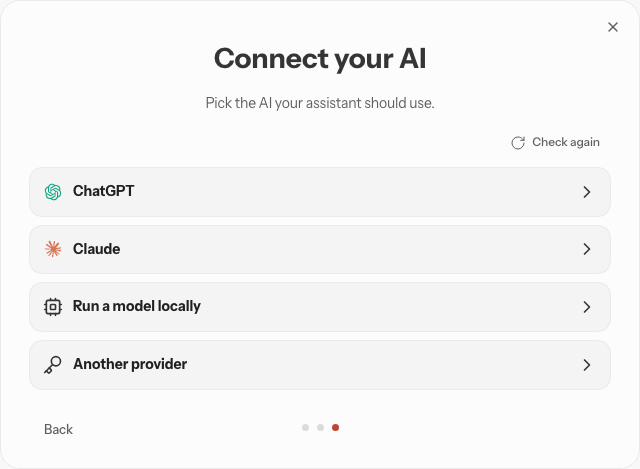 Connect your AI
Pick the AI your assistant should use.
Check again
ChatGPT
Claude
Run a model locally
Another provider
Back